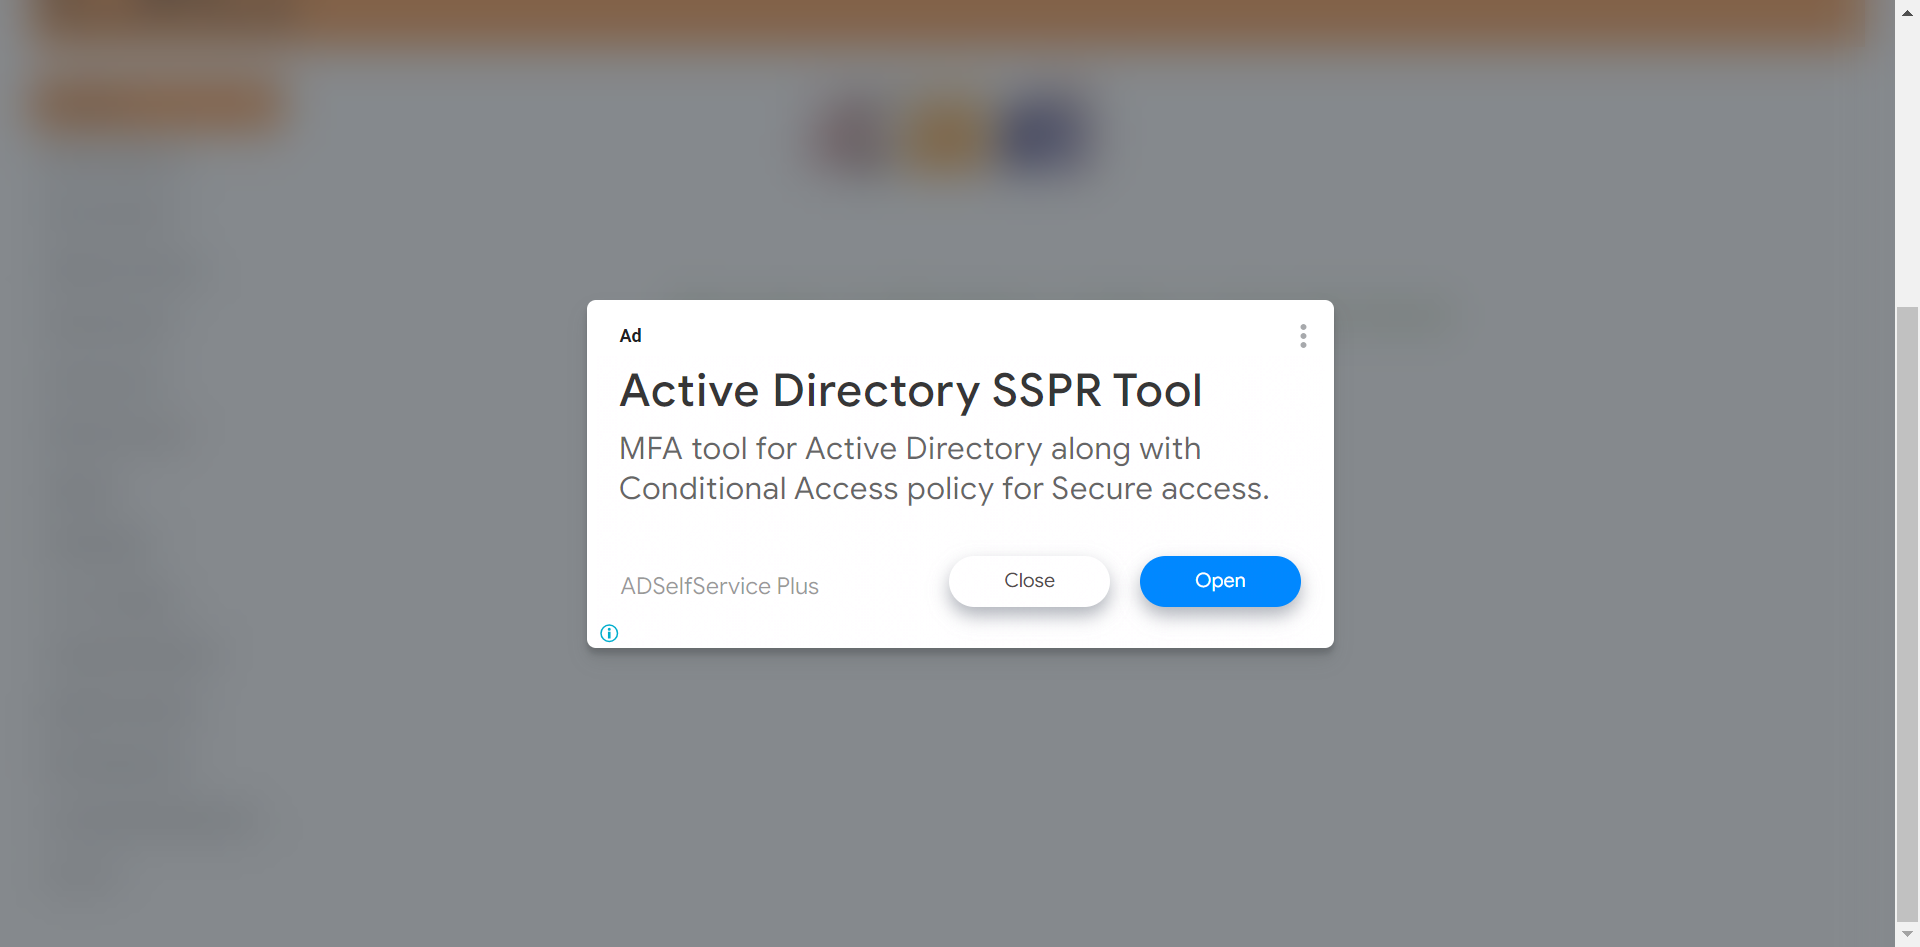 Ad
Active Directory SSPR Tool
MFA tool for Active Directory along with
Conditional Access policy for Secure access.
ADSelfService Plus
Close
Open